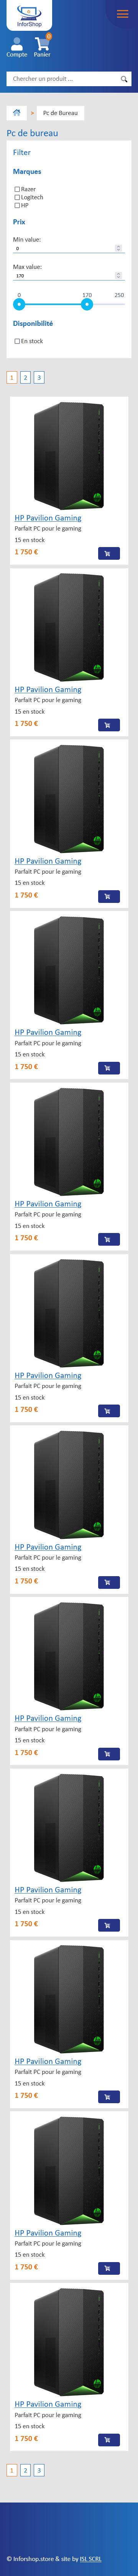 InforShop
0
Compte Panier
Chercher un produit ...
> Pc de Bureau
Pc de bureau
Filter
Marques
Razer
Logitech
HP
Prix
Min value:
0
Max value:
170
0 170 250
Disponibilité
En stock
1 2 3
HP Pavilion Gaming
Parfait PC pour le gaming
15 en stock
1 750 €
HP Pavilion Gaming
Parfait PC pour le gaming
15 en stock
1 750 €
HP Pavilion Gaming
Parfait PC pour le gaming
15 en stock
1 750 €
HP Pavilion Gaming
Parfait PC pour le gaming
15 en stock
1 750 €
HP Pavilion Gaming
Parfait PC pour le gaming
15 en stock
1 750 €
HP Pavilion Gaming
Parfait PC pour le gaming
15 en stock
1 750 €
HP Pavilion Gaming
Parfait PC pour le gaming
15 en stock
1 750 €
HP Pavilion Gaming
Parfait PC pour le gaming
15 en stock
1 750 €
HP Pavilion Gaming
Parfait PC pour le gaming
15 en stock
1 750 €
HP Pavilion Gaming
Parfait PC pour le gaming
15 en stock
1 750 €
HP Pavilion Gaming
Parfait PC pour le gaming
15 en stock
1 750 €
HP Pavilion Gaming
Parfait PC pour le gaming
15 en stock
1 750 €
1 2 3
© Inforshop.store & site by ISL SCRL